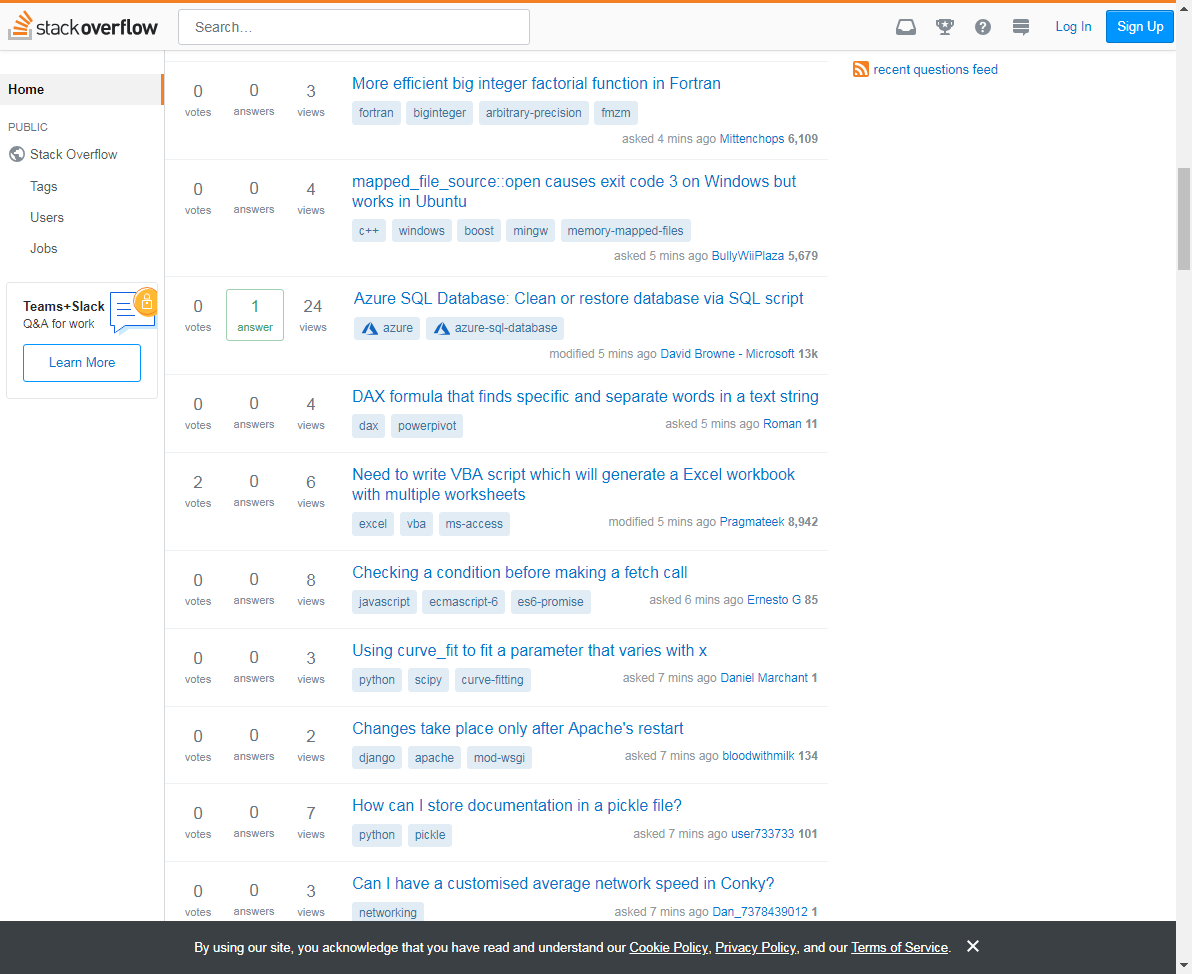 stackoverflow
Search…
Log In
Sign Up
Home
PUBLIC
Stack Overflow
Tags
Users
Jobs
Teams+Slack
Q&A for work
Learn More
0 votes 0 answers 3 views
More efficient big integer factorial function in Fortran
fortran biginteger arbitrary-precision fmzm
asked 4 mins ago Mittenchops 6,109
0 votes 0 answers 4 views
mapped_file_source::open causes exit code 3 on Windows but
works in Ubuntu
c++ windows boost mingw memory-mapped-files
asked 5 mins ago BullyWiiPlaza 5,679
0 votes 1 answer 24 views
Azure SQL Database: Clean or restore database via SQL script
azure azure-sql-database
modified 5 mins ago David Browne - Microsoft 13k
0 votes 0 answers 4 views
DAX formula that finds specific and separate words in a text string
dax powerpivot
asked 5 mins ago Roman 11
2 votes 0 answers 6 views
Need to write VBA script which will generate a Excel workbook
with multiple worksheets
excel vba ms-access
modified 5 mins ago Pragmateek 8,942
0 votes 0 answers 8 views
Checking a condition before making a fetch call
javascript ecmascript-6 es6-promise
asked 6 mins ago Ernesto G 85
0 votes 0 answers 3 views
Using curve_fit to fit a parameter that varies with x
python scipy curve-fitting
asked 7 mins ago Daniel Marchant 1
0 votes 0 answers 2 views
Changes take place only after Apache's restart
django apache mod-wsgi
asked 7 mins ago bloodwithmilk 134
0 votes 0 answers 7 views
How can I store documentation in a pickle file?
python pickle
asked 7 mins ago user733733 101
0 votes 0 answers 3 views
Can I have a customised average network speed in Conky?
networking
asked 7 mins ago Dan_7378439012 1
recent questions feed
By using our site, you acknowledge that you have read and understand our Cookie Policy, Privacy Policy, and our Terms of Service.